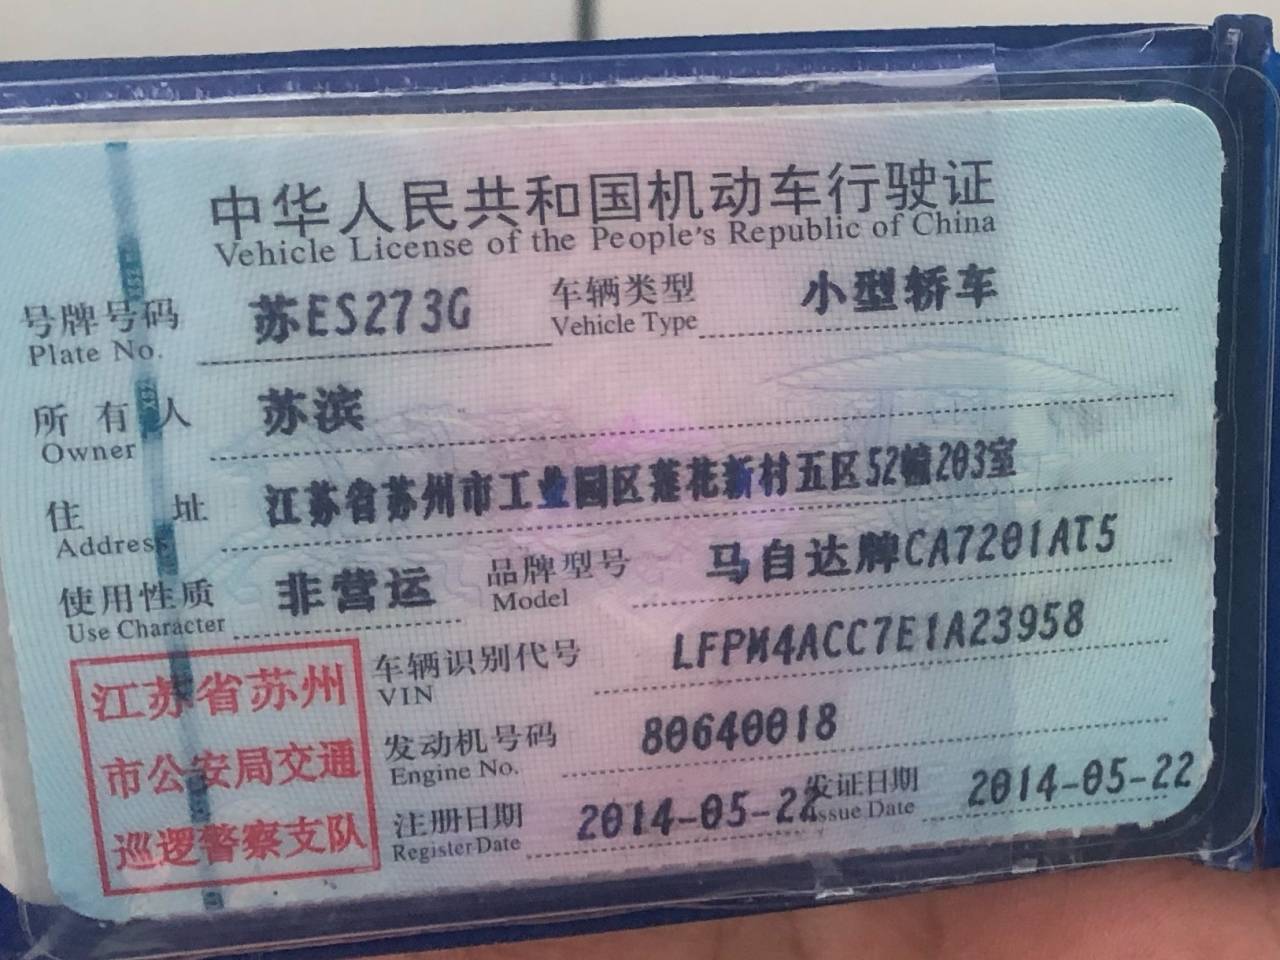 中华人民共和国机动车行驶证
Vehicle License of the People's Republic of China
号牌号码 苏ES273G 车辆类型 小型轿车
Plate No. Vehicle Type
所有人 苏滨
Owner
住址 江苏省苏州市工业园区莲花新村五区52幢203室
Address
使用性质 非营运 品牌型号 马自达牌CA7201AT5
Use Character Model
车辆识别代号 LFPM4ACC7E1A23958
VIN
发动机号码 80640018
Engine No.
注册日期 2014-05-22 发证日期 2014-05-22
Register Date Issue Date
江苏省苏州
市公安局交通
巡逻警察支队